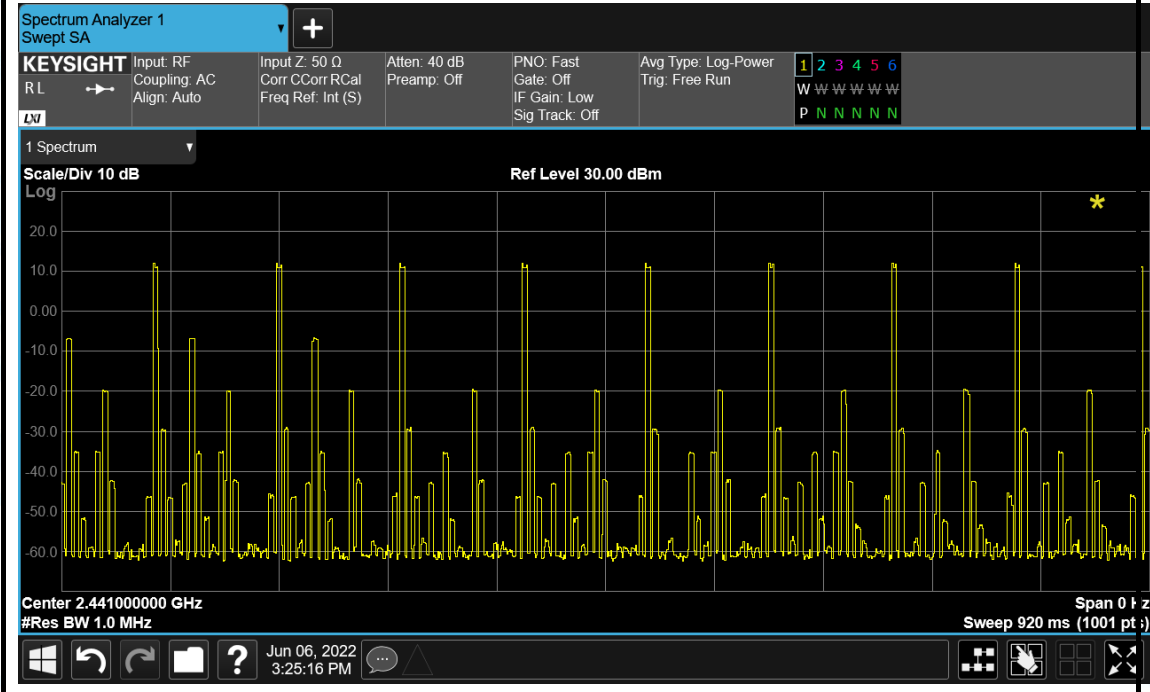 Spectrum Analyzer 1
Swept SA
KEYSIGHT
R L
LXI
Input: RF
Coupling: AC
Align: Auto
Input Z: 50 Ω
Corr CCorr RCal
Freq Ref: Int (S)
Atten: 40 dB
Preamp: Off
PNO: Fast
Gate: Off
IF Gain: Low
Sig Track: Off
Avg Type: Log-Power
Trig: Free Run
1 2 3 4 5 6
W W W W W W
P N N N N N
1 Spectrum
Scale/Div 10 dB
Ref Level 30.00 dBm
Log
20.0
10.0
0.00
-10.0
-20.0
-30.0
-40.0
-50.0
-60.0
Center 2.441000000 GHz
#Res BW 1.0 MHz
Span 0 Hz
Sweep 920 ms (1001 pts)
Jun 06, 2022
3:25:16 PM